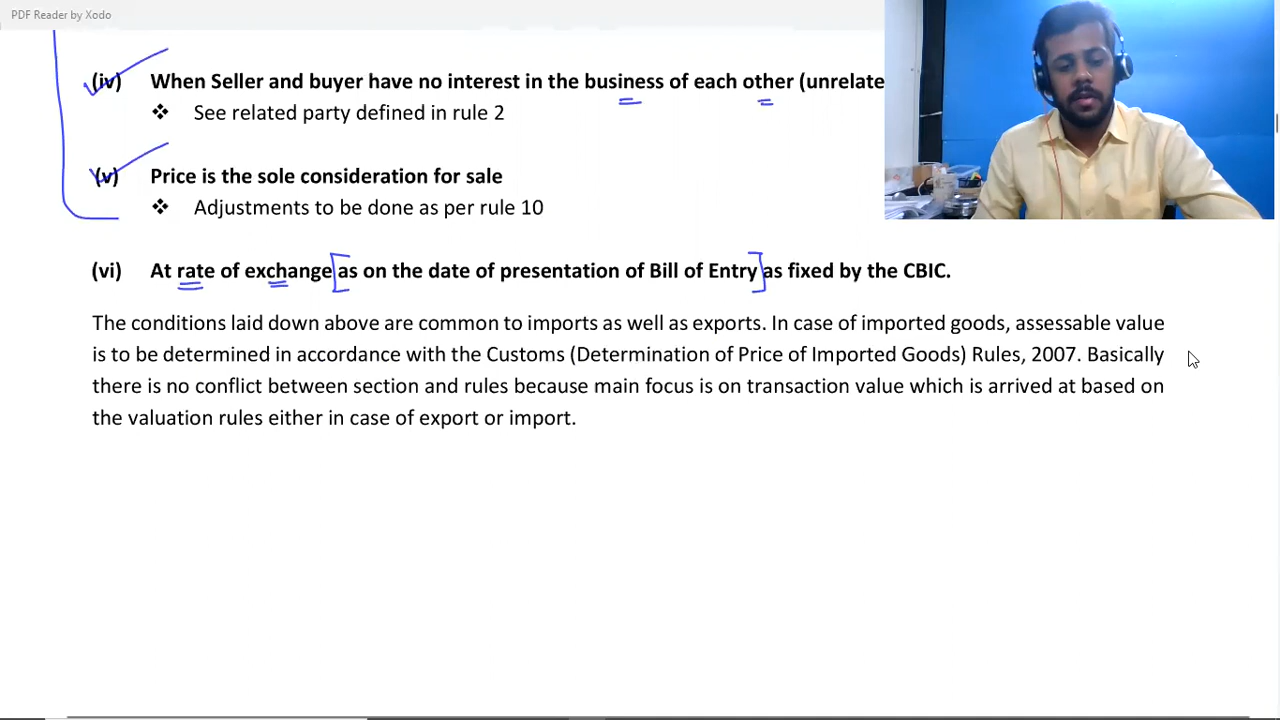 PDF Reader by Xodo
(iv) When Seller and buyer have no interest in the business of each other (unrelate
❖ See related party defined in rule 2
(v) Price is the sole consideration for sale
❖ Adjustments to be done as per rule 10
(vi) At rate of exchange as on the date of presentation of Bill of Entry as fixed by the CBIC.
The conditions laid down above are common to imports as well as exports. In case of imported goods, assessable value
is to be determined in accordance with the Customs (Determination of Price of Imported Goods) Rules, 2007. Basically
there is no conflict between section and rules because main focus is on transaction value which is arrived at based on
the valuation rules either in case of export or import.